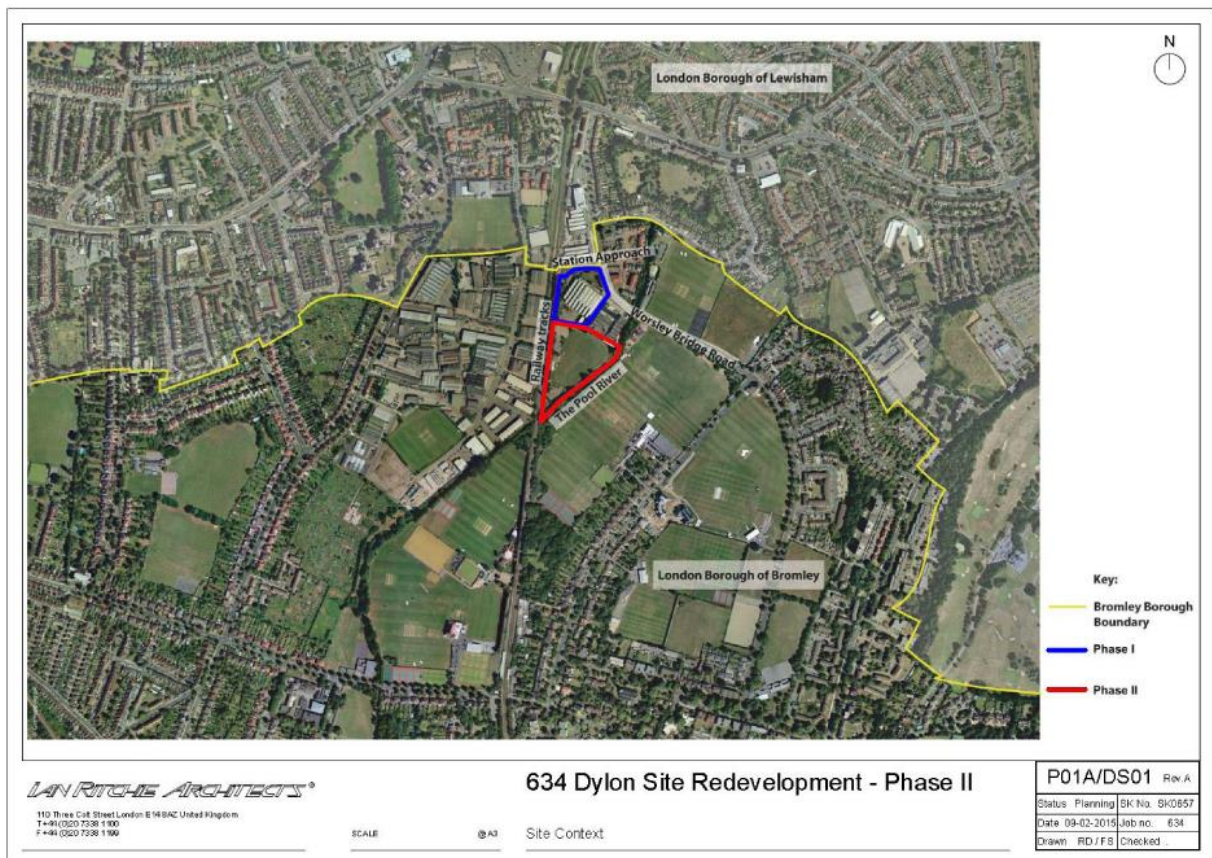 London Borough of Lewisham
N
Station Approach
Railway tracks
Worsley Bridge Road
The Pool River
London Borough of Bromley
Key:
Bromley Borough
Boundary
Phase I
Phase II
IAN RITCHIE ARCHITECTS ®
110 Three Colt Street London E14 8AZ United Kingdom
T +44 (0)20 7338 1100
F +44 (0)20 7338 1199
SCALE @ A3
634 Dylon Site Redevelopment - Phase II
Site Context
P01A/DS01 Rev. A
Status Planning SK No. SK0657
Date 09-02-2015 Job no. 634
Drawn RD / FS Checked .